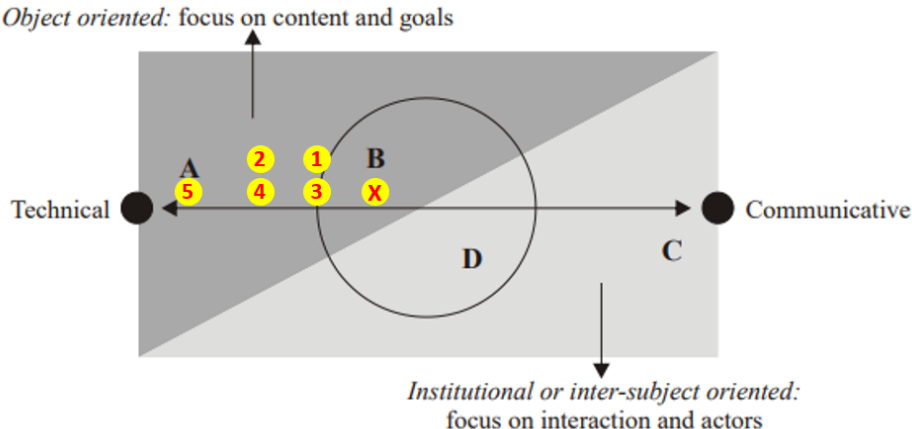 Object oriented: focus on content and goals
A 2 1 B
5 4 3 X
Technical Communicative
D C
Institutional or inter-subject oriented:
focus on interaction and actors